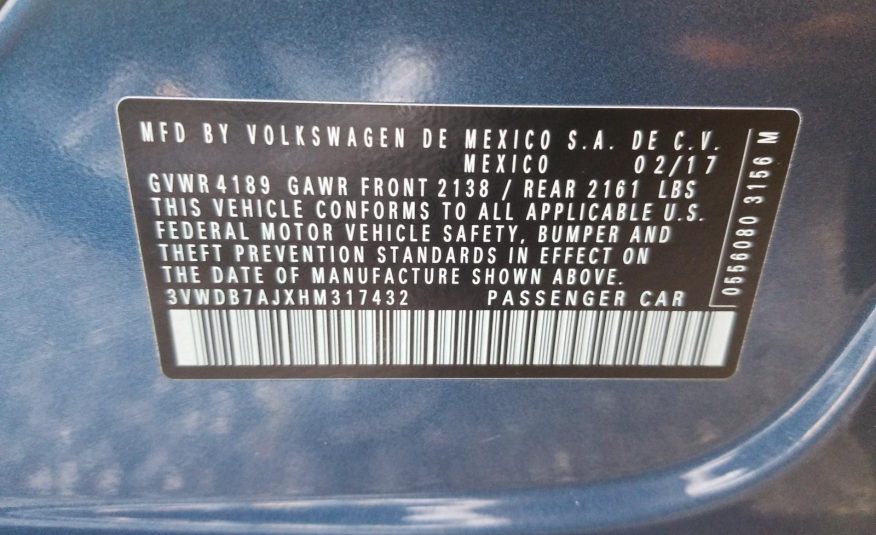 MFD BY VOLKSWAGEN DE MEXICO S.A. DE C.V.
MEXICO 02/17
GVWR 4189 GAWR FRONT 2138 / REAR 2161 LBS
THIS VEHICLE CONFORMS TO ALL APPLICABLE U.S.
FEDERAL MOTOR VEHICLE SAFETY, BUMPER AND
THEFT PREVENTION STANDARDS IN EFFECT ON
THE DATE OF MANUFACTURE SHOWN ABOVE.
3VWDB7AJXHM317432 PASSENGER CAR
0556080 3156 M